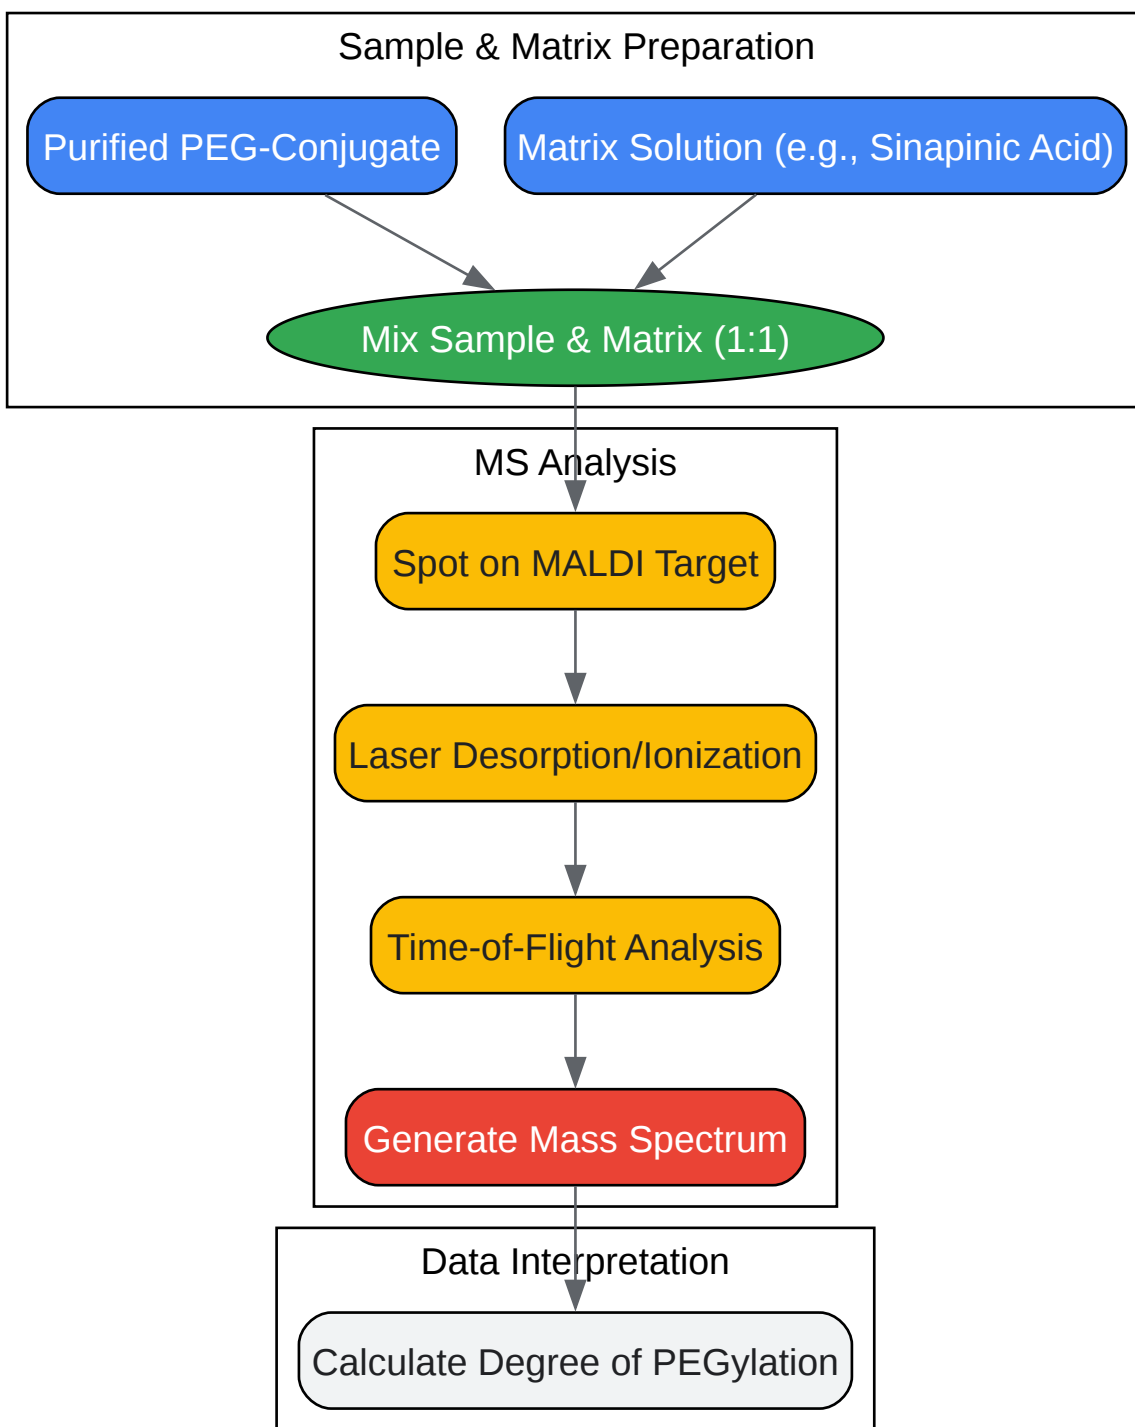 Sample & Matrix Preparation
Purified PEG-Conjugate
Matrix Solution (e.g., Sinapinic Acid)
Mix Sample & Matrix (1:1)
MS Analysis
Spot on MALDI Target
Laser Desorption/Ionization
Time-of-Flight Analysis
Generate Mass Spectrum
Data Interpretation
Calculate Degree of PEGylation